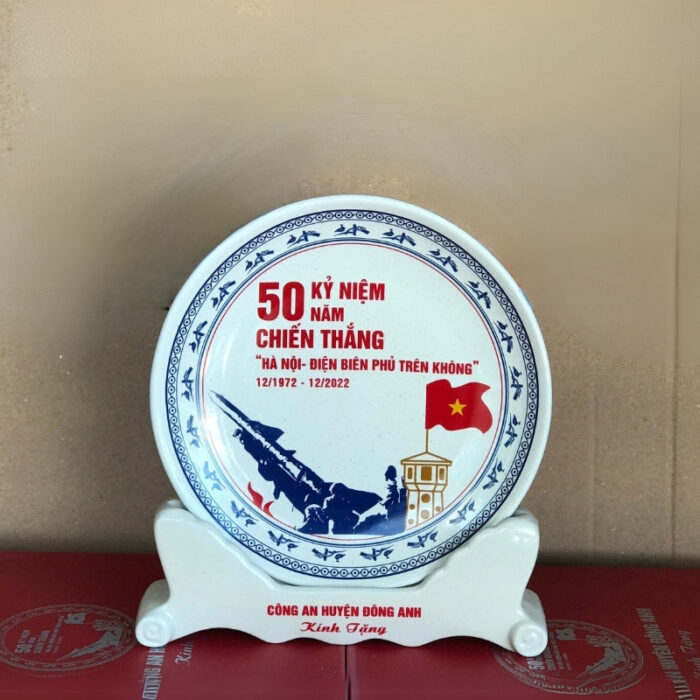 50 KỶ NIỆM
NĂM
CHIẾN THẮNG
"HÀ NỘI- ĐIỆN BIÊN PHỦ TRÊN KHÔNG"
12/1972 - 12/2022
CÔNG AN HUYỆN ĐÔNG ANH
Kính Tặng
50